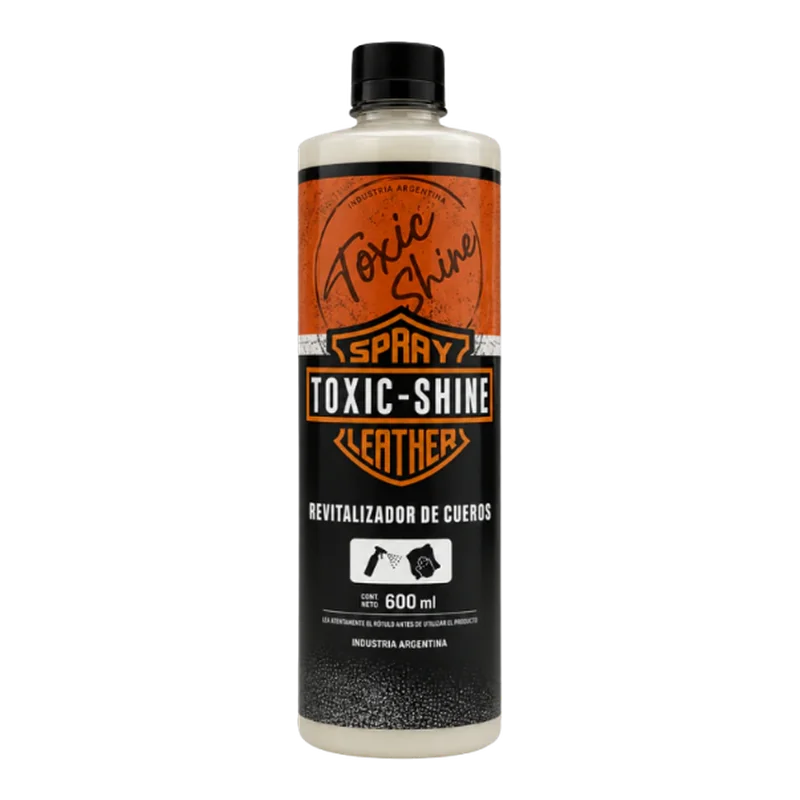 INDUSTRIA ARGENTINA
Toxic
Shine
SPRAY
TOXIC-SHINE
LEATHER
REVITALIZADOR DE CUEROS
CONT. NETO 600 ml
LEA ATENTAMENTE EL RÓTULO ANTES DE UTILIZAR EL PRODUCTO
INDUSTRIA ARGENTINA